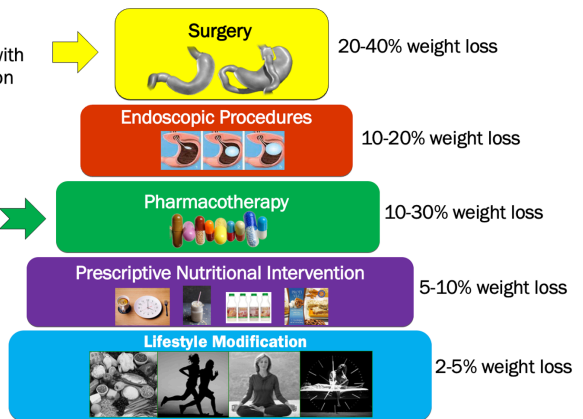 Surgery
20-40% weight loss
with
on
Endoscopic Procedures
10-20% weight loss
Pharmacotherapy
10-30% weight loss
Prescriptive Nutritional Intervention
5-10% weight loss
Lifestyle Modification
2-5% weight loss